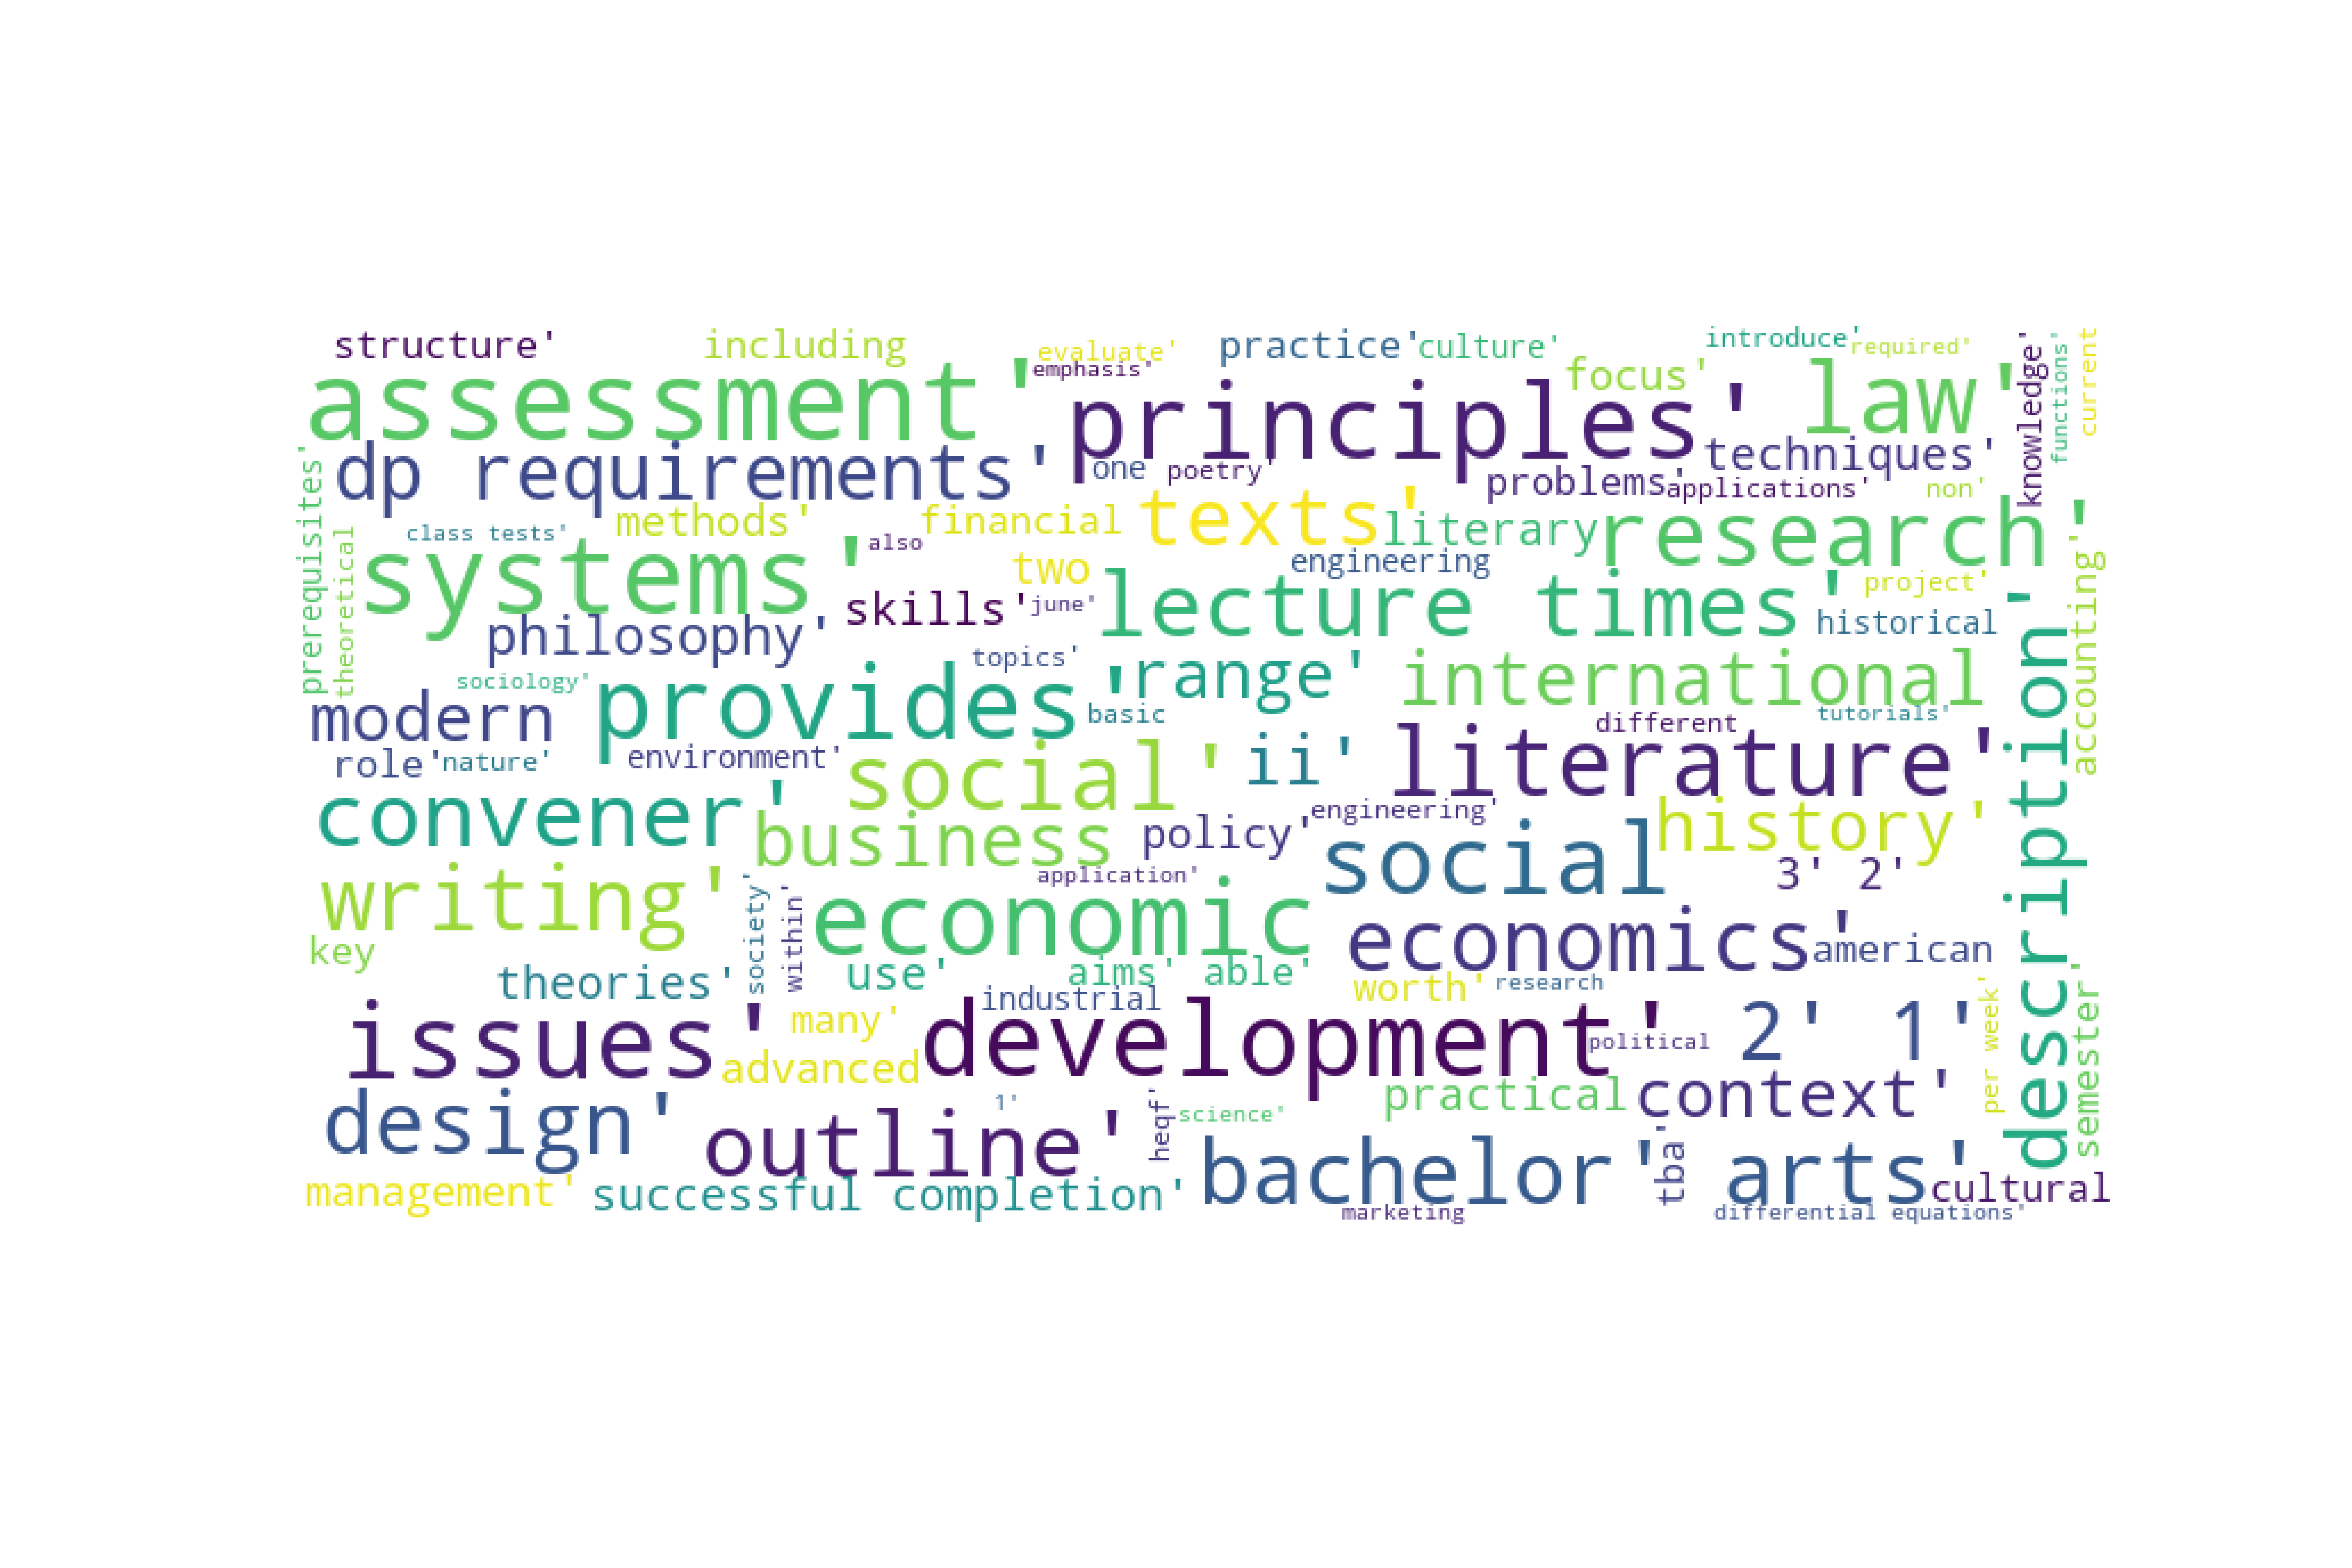 structure'
including
evaluate'
emphasis'
practice'
culture'
introduce'
required'
knowledge'
functions'
current
assessment'
principles'
focus'
law'
dp requirements'
one
poetry'
techniques'
problems
applications'
non'
prerequisites'
theoretical
class tests'
methods'
financial
texts'
literary
research'
systems'
also
two
engineering
project'
accounting'
philosophy'
skills'
june'
lecture times'
historical
description'
topics'
range'
international
sociology'
modern
provides'
basic
different
tutorials'
role'
nature'
environment'
social'
ii'
literature'
convener'
business
policy'
engineering'
social
history'
3' 2'
writing'
society'
within'
application'
economic
economics'
american
key
theories'
use'
aims' able'
worth'
research
semester'
per week'
industrial
issues'
many'
advanced
development'
political
2' 1'
design'
outline'
1'
heqf'
science'
practical
context'
bachelor' arts'
tba'
management'
successful completion'
cultural
marketing
differential equations'